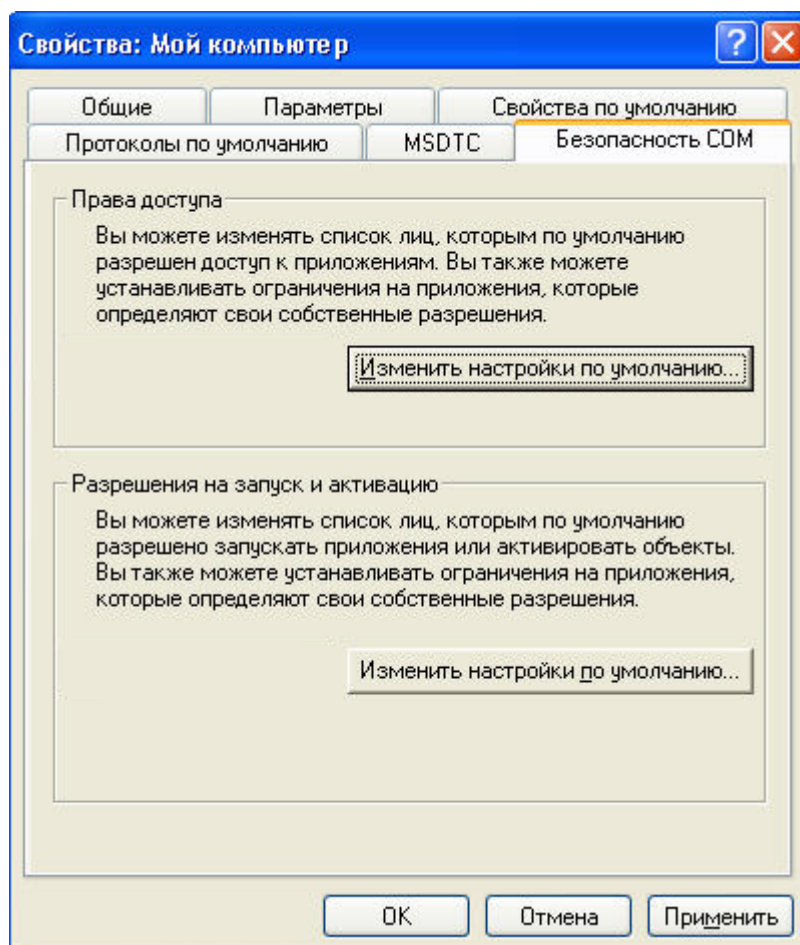 Свойства: Мой компьютер
Общие
Параметры
Свойства по умолчанию
Протоколы по умолчанию
MSDTC
Безопасность COM
Права доступа
Вы можете изменять список лиц, которым по умолчанию
разрешен доступ к приложениям. Вы также можете
устанавливать ограничения на приложения, которые
определяют свои собственные разрешения.
Изменить настройки по умолчанию...
Разрешения на запуск и активацию
Вы можете изменять список лиц, которым по умолчанию
разрешено запускать приложения или активировать объекты.
Вы также можете устанавливать ограничения на приложения,
которые определяют свои собственные разрешения.
Изменить настройки по умолчанию...
OK
Отмена
Применить